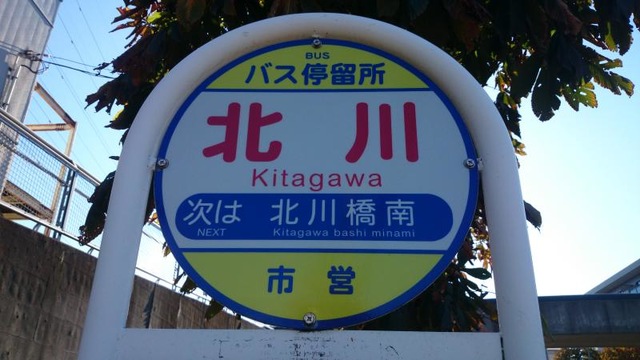 BUS
バス停留所
北川
Kitagawa
次は 北川橋南
NEXT Kitagawa bashi minami
市営